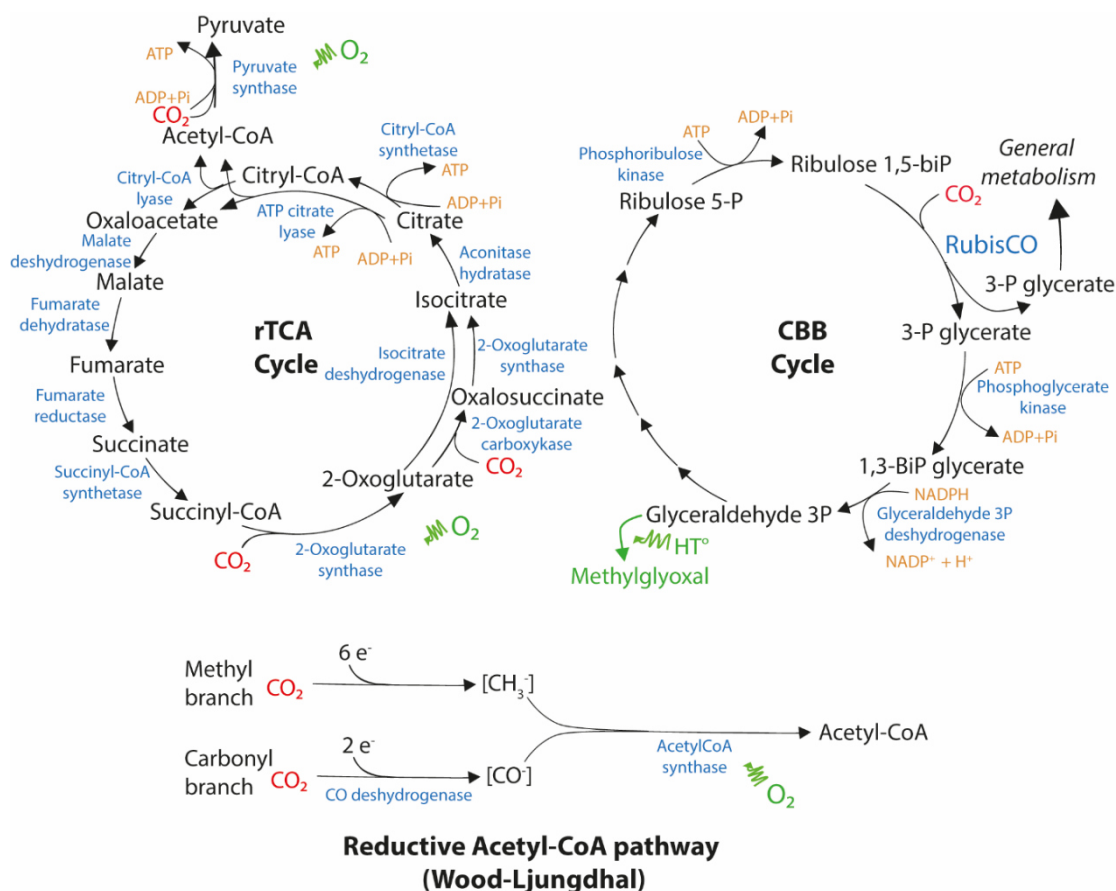 Pyruvate
ATP
Pyruvate
synthase
O₂
ADP+Pi
CO₂
Acetyl-CoA
Citryl-CoA
synthetase
ATP
Citryl-CoA
lyase
Citryl-CoA
ADP+Pi
Oxaloacetate
ATP citrate
lyase
Citrate
ATP
ADP+Pi
Malate
deshydrogenase
Aconitase
hydratase
Malate
Isocitrate
Fumarate
dehydratase
rTCA
Cycle
Isocitrate
deshydrogenase
2-Oxoglutarate
synthase
Fumarate
Fumarate
reductase
Oxalosuccinate
Succinate
2-Oxoglutarate
carboxykase
Succinyl-CoA
synthetase
CO₂
2-Oxoglutarate
Succinyl-CoA
CO₂
2-Oxoglutarate
synthase
O₂
ATP
ADP+Pi
Phosphoribulose
kinase
Ribulose 1,5-biP
General
metabolism
Ribulose 5-P
CO₂
RubisCO
3-P glycerate
CBB
Cycle
3-P glycerate
ATP
Phosphoglycerate
kinase
ADP+Pi
1,3-BiP glycerate
NADPH
Glyceraldehyde 3P
Glyceraldehyde 3P
deshydrogenase
HT°
NADP⁺ + H⁺
Methylglyoxal
Methyl
branch
CO₂
6 e⁻
[CH₃⁻]
Acetyl-CoA
AcetylCoA
synthase
O₂
Carbonyl
branch
CO₂
2 e⁻
CO deshydrogenase
[CO⁻]
Reductive Acetyl-CoA pathway
(Wood-Ljungdhal)